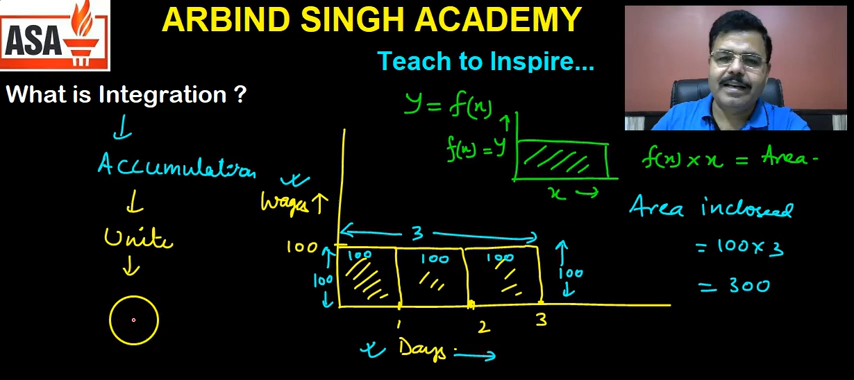 ARBIND SINGH ACADEMY
ASA
Teach to Inspire...
What is Integration ?
Y = f(x)
f(x) = y
x
f(x) × x = Area
Accumulation
Unite
x
Wages
3
100
100
100
100
100
100
1
2
3
x Days
Area inclosed
= 100 × 3
= 300